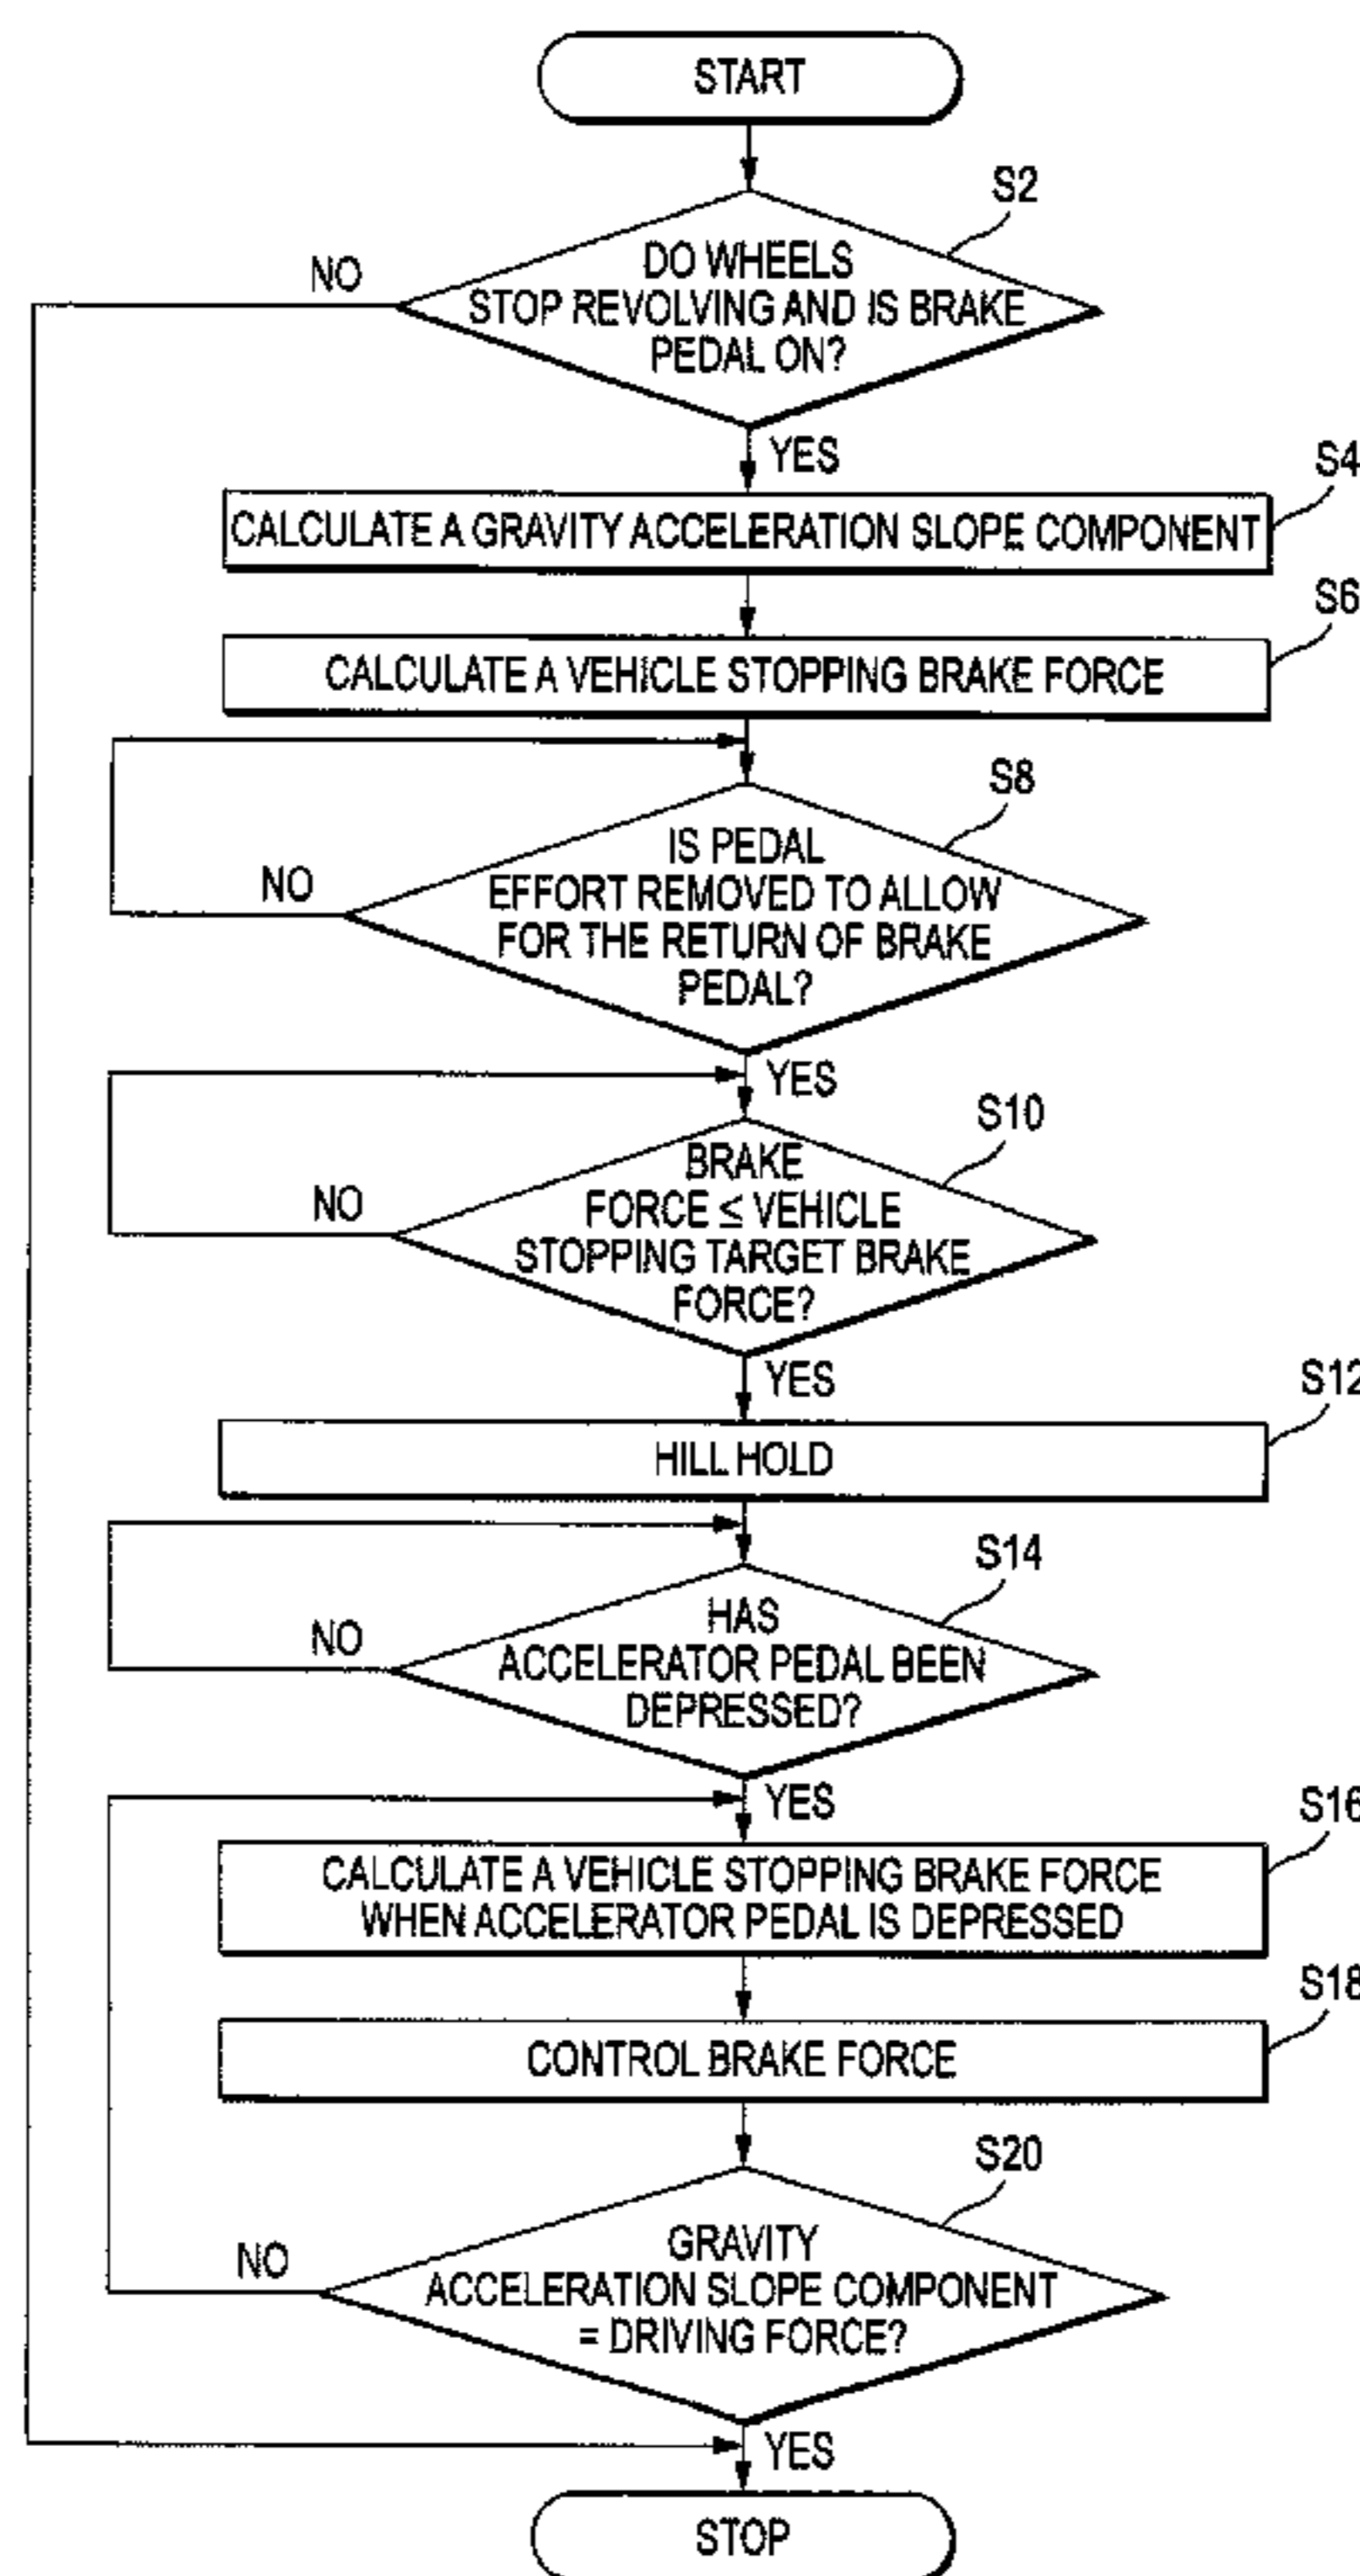 START
S2
DO WHEELS
STOP REVOLVING AND IS BRAKE
PEDAL ON?
NO
YES
S4
CALCULATE A GRAVITY ACCELERATION SLOPE COMPONENT
S6
CALCULATE A VEHICLE STOPPING BRAKE FORCE
S8
IS PEDAL
EFFORT REMOVED TO ALLOW
FOR THE RETURN OF BRAKE
PEDAL?
NO
YES
S10
BRAKE
FORCE ≤ VEHICLE
STOPPING TARGET BRAKE
FORCE?
NO
YES
S12
HILL HOLD
S14
HAS
ACCELERATOR PEDAL BEEN
DEPRESSED?
NO
YES
S16
CALCULATE A VEHICLE STOPPING BRAKE FORCE
WHEN ACCELERATOR PEDAL IS DEPRESSED
S18
CONTROL BRAKE FORCE
S20
GRAVITY
ACCELERATION SLOPE COMPONENT
= DRIVING FORCE?
NO
YES
STOP